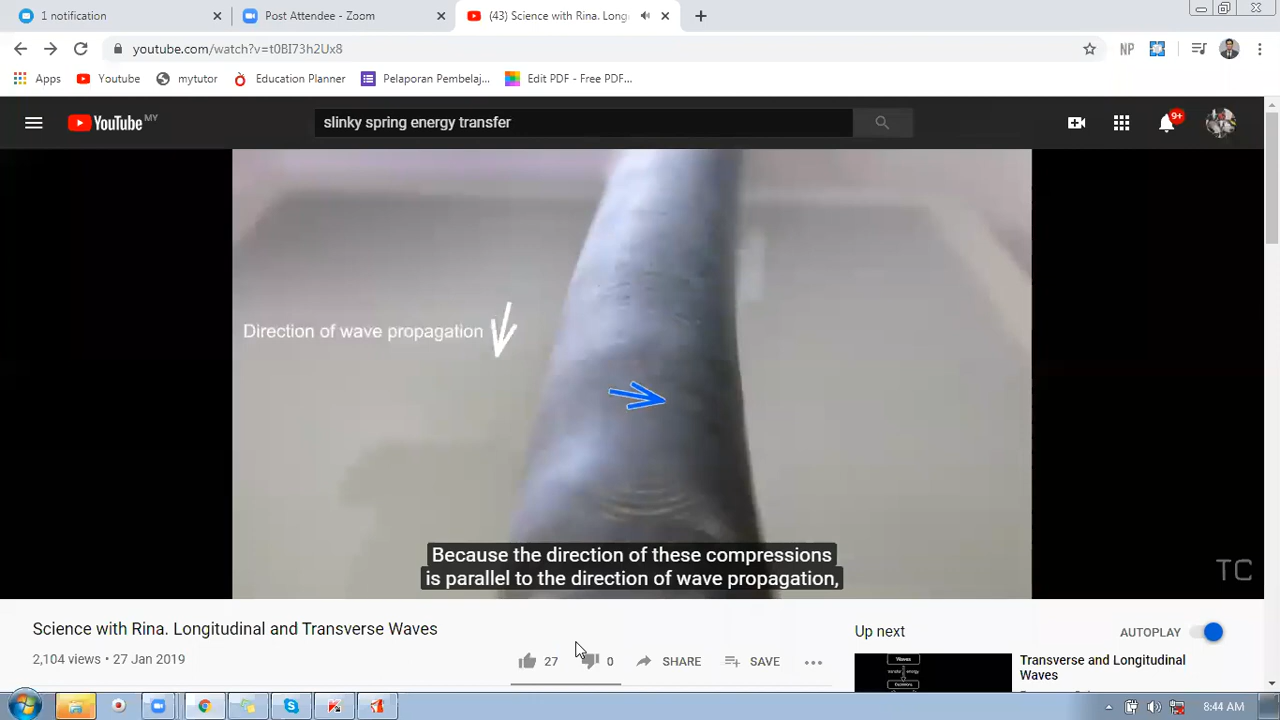 1 notification
Post Attendee - Zoom
(43) Science with Rina. Long
youtube.com/watch?v=t0BI73h2Ux8
NP
Apps
Youtube
mytutor
Education Planner
Pelaporan Pembelaj...
Edit PDF - Free PDF...
YouTube MY
slinky spring energy transfer
9+
Direction of wave propagation
Because the direction of these compressions
is parallel to the direction of wave propagation,
TC
Science with Rina. Longitudinal and Transverse Waves
2,104 views • 27 Jan 2019
27
0
SHARE
SAVE
Up next
AUTOPLAY
Waves
Transverse and Longitudinal
Waves
8:44 AM